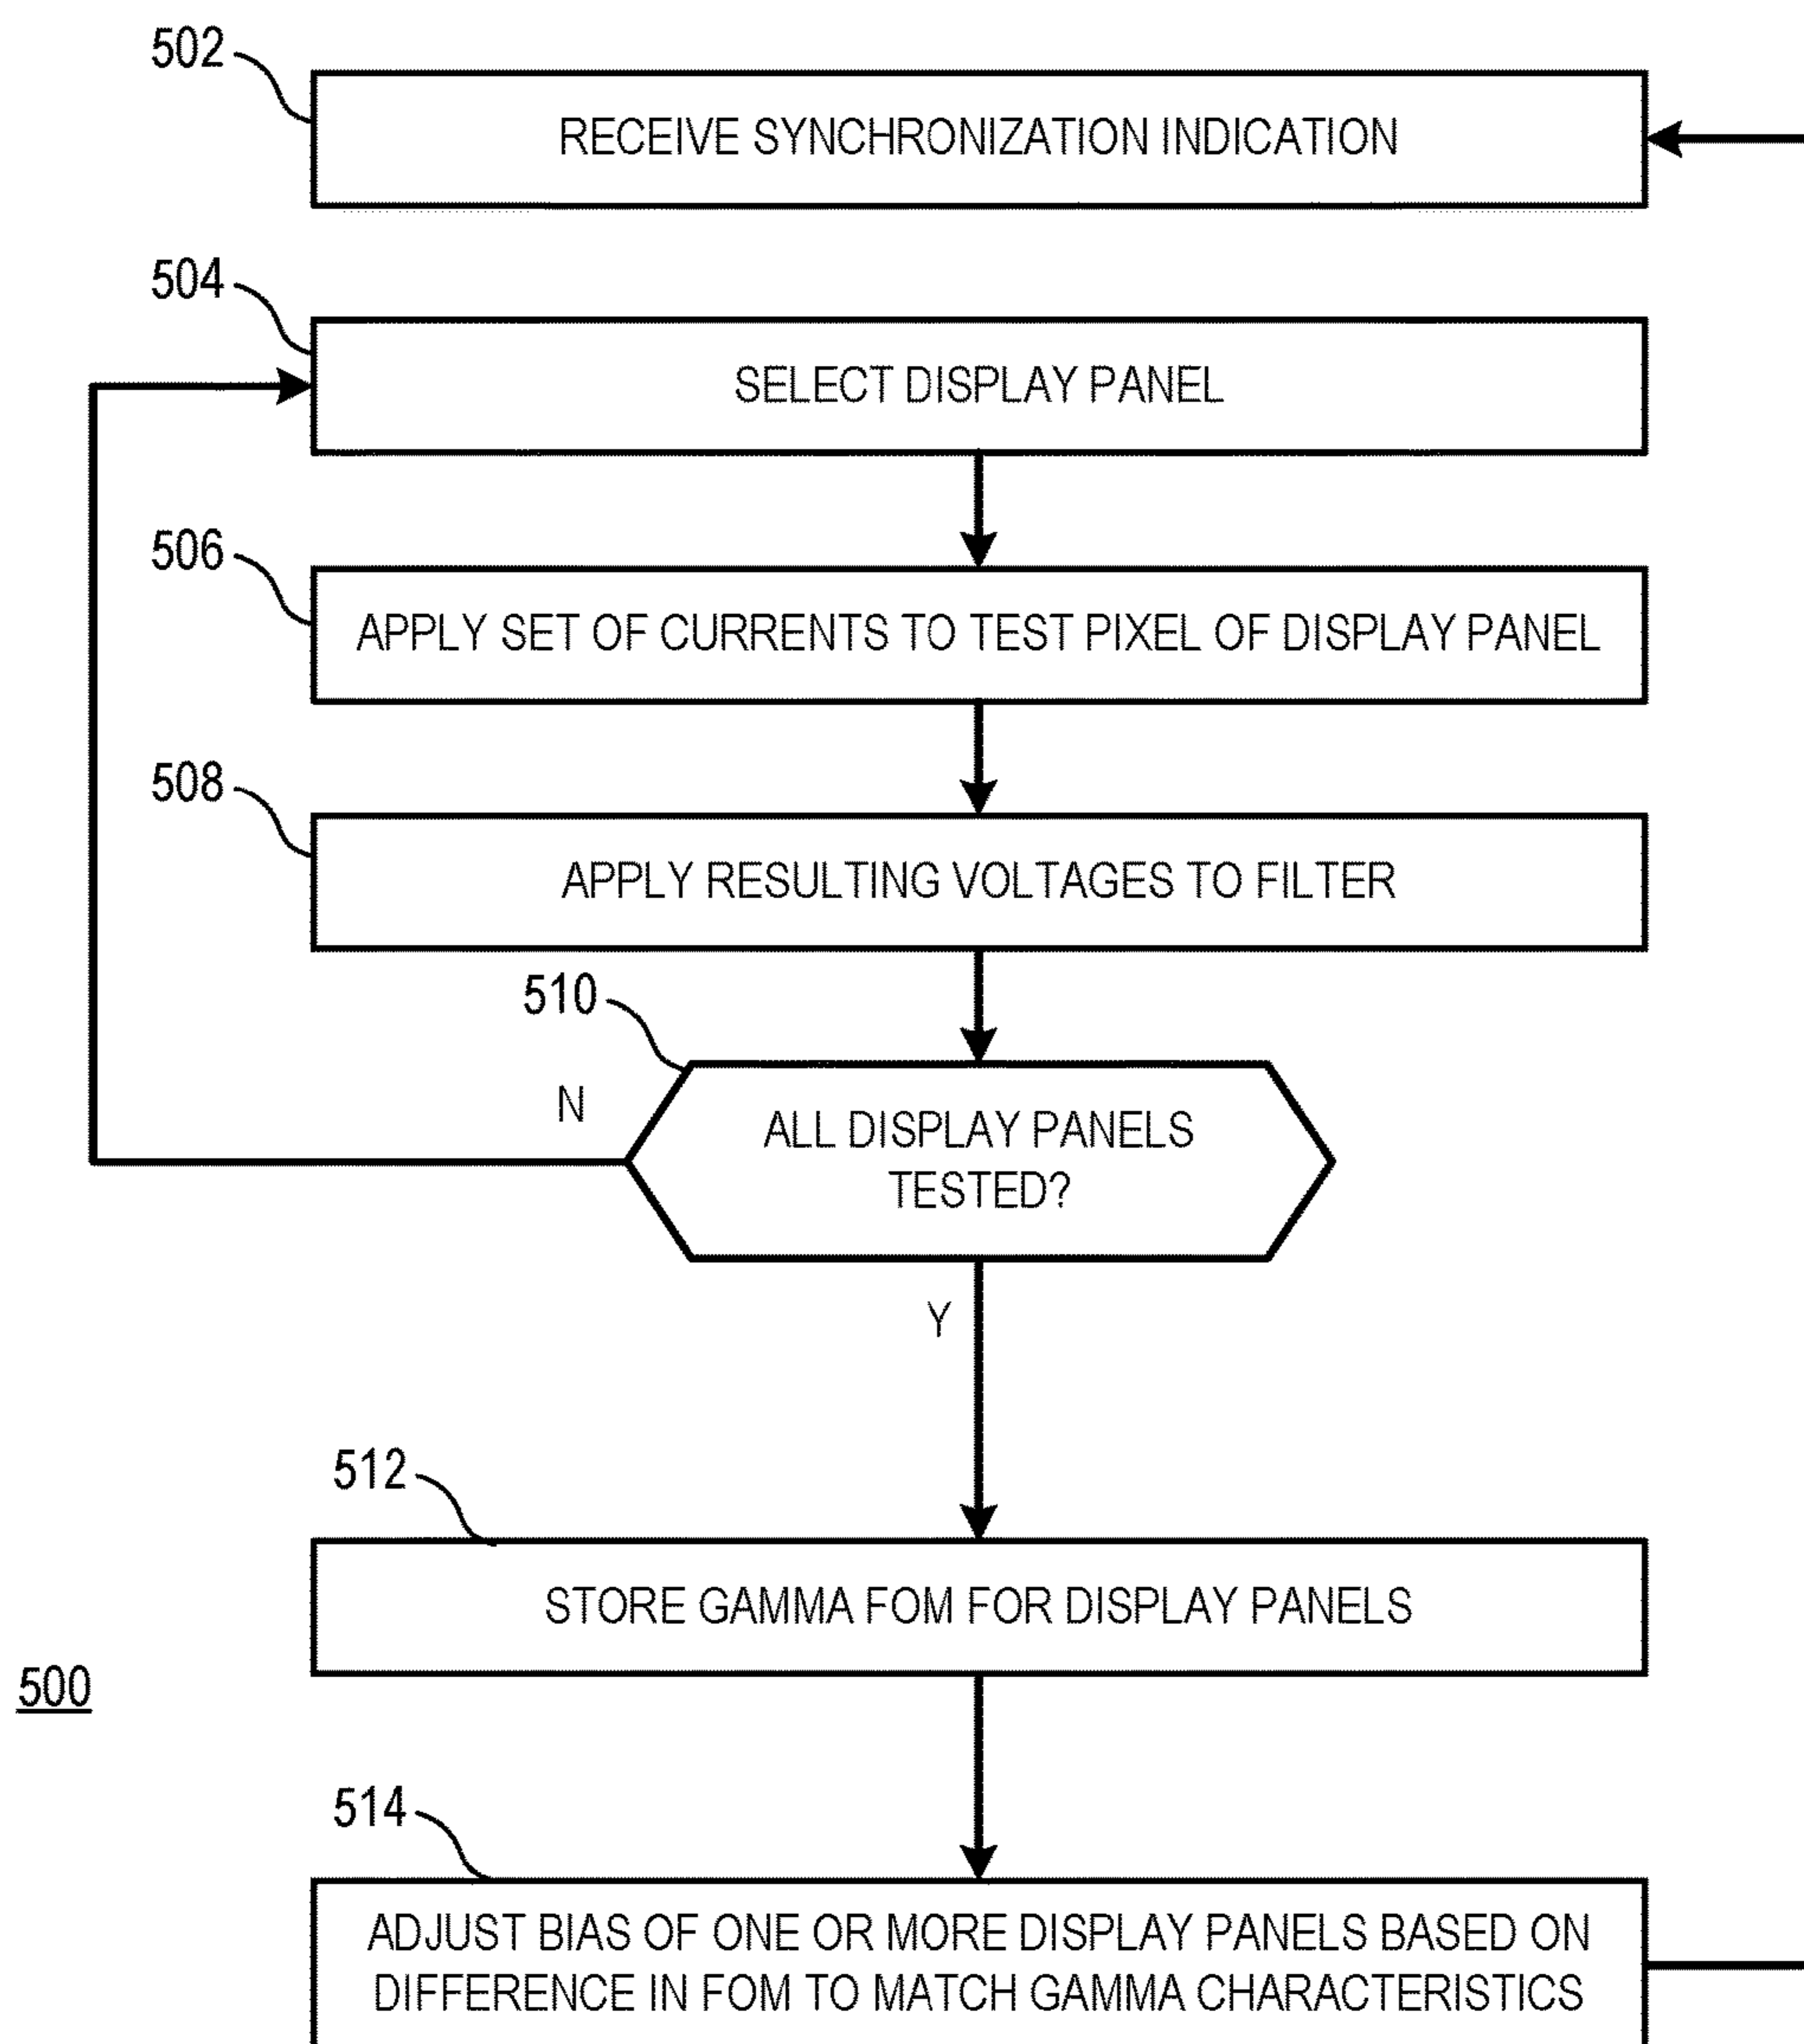 502
RECEIVE SYNCHRONIZATION INDICATION
504
SELECT DISPLAY PANEL
506
APPLY SET OF CURRENTS TO TEST PIXEL OF DISPLAY PANEL
508
APPLY RESULTING VOLTAGES TO FILTER
510
N
ALL DISPLAY PANELS
TESTED?
Y
512
STORE GAMMA FOM FOR DISPLAY PANELS
500
514
ADJUST BIAS OF ONE OR MORE DISPLAY PANELS BASED ON
DIFFERENCE IN FOM TO MATCH GAMMA CHARACTERISTICS